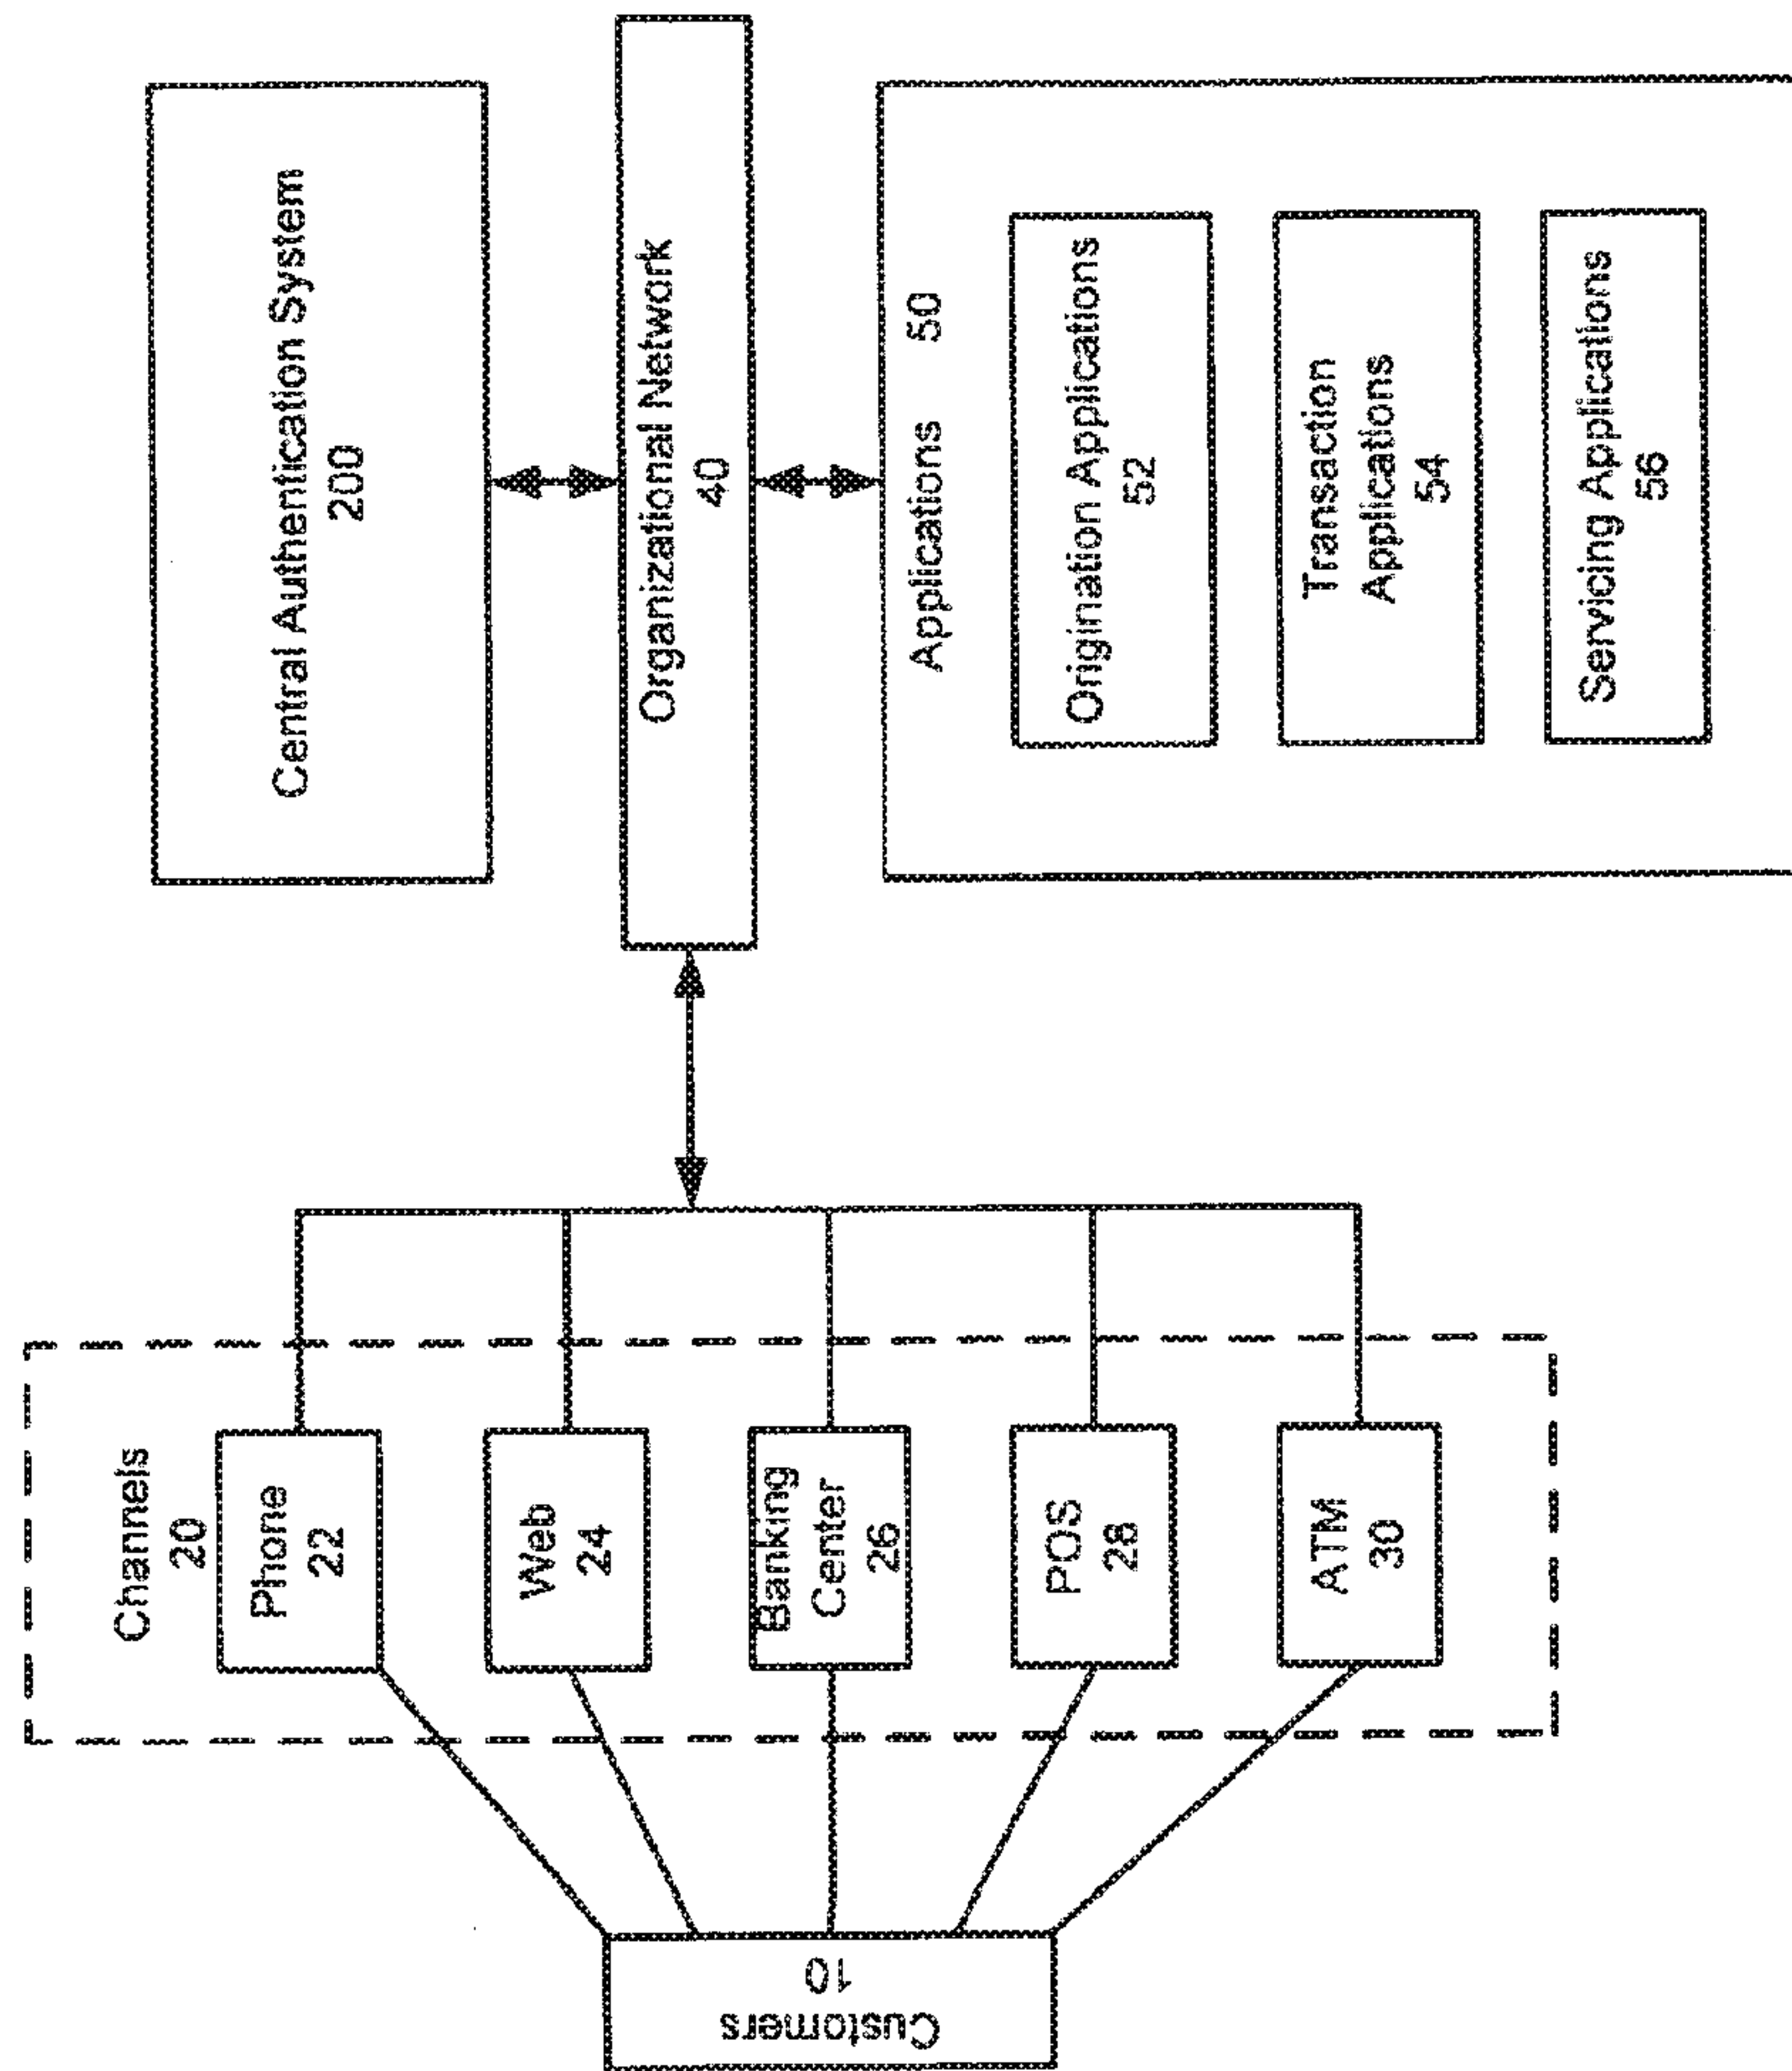 Customers
10
Channels
20
Phone
22
Web
24
Banking
Center
26
POS
28
ATM
30
Central Authentication System
200
Organizational Network
40
Applications 50
Origination Applications
52
Transaction
Applications
54
Servicing Applications
56